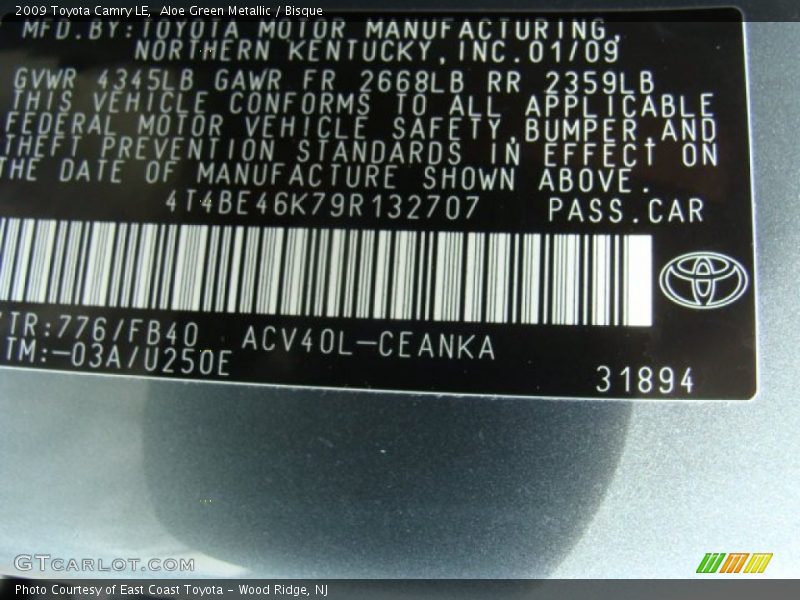 2009 Toyota Camry LE, Aloe Green Metallic / Bisque
MFD.BY:TOYOTA MOTOR MANUFACTURING,
NORTHERN KENTUCKY,INC.01/09
GVWR 4345LB GAWR FR 2668LB RR 2359LB
THIS VEHICLE CONFORMS TO ALL APPLICABLE
FEDERAL MOTOR VEHICLE SAFETY,BUMPER,AND
THEFT PREVENTION STANDARDS IN EFFECT ON
THE DATE OF MANUFACTURE SHOWN ABOVE.
4T4BE46K79R132707 PASS.CAR
/TR:776/FB40 ACV40L-CEANKA
TM:-03A/U250E
31894
GTCARLOT.COM
Photo Courtesy of East Coast Toyota - Wood Ridge, NJ